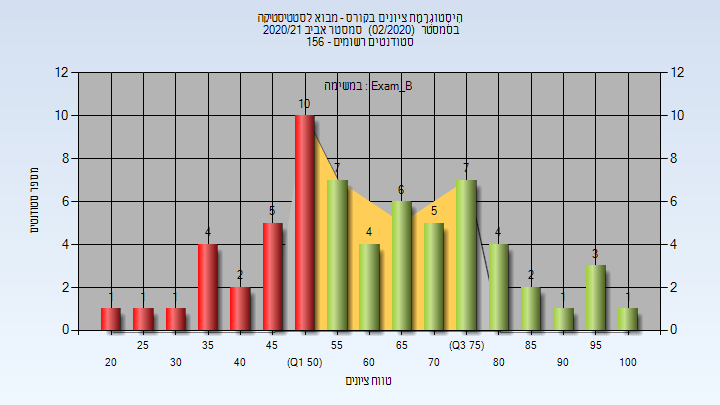 הִיסְטוֹגְרָמַת ציונים בקורס - מבוא לסטטיסטיקה
בסמסטר (02/2020) סמסטר אביב 2020/21
סטודנטים רשומים - 156
במשימה : Exam_B
מספר סטודנטים
12 12
10 10
8 8
6 6
4 4
2 2
0 0
1 1 1 4 2 5 10 7 4 6 5 7 4 2 1 3 1
25 35 45 55 65 (Q3 75) 85 95
20 30 40 (Q1 50) 60 70 80 90 100
טווח ציונים